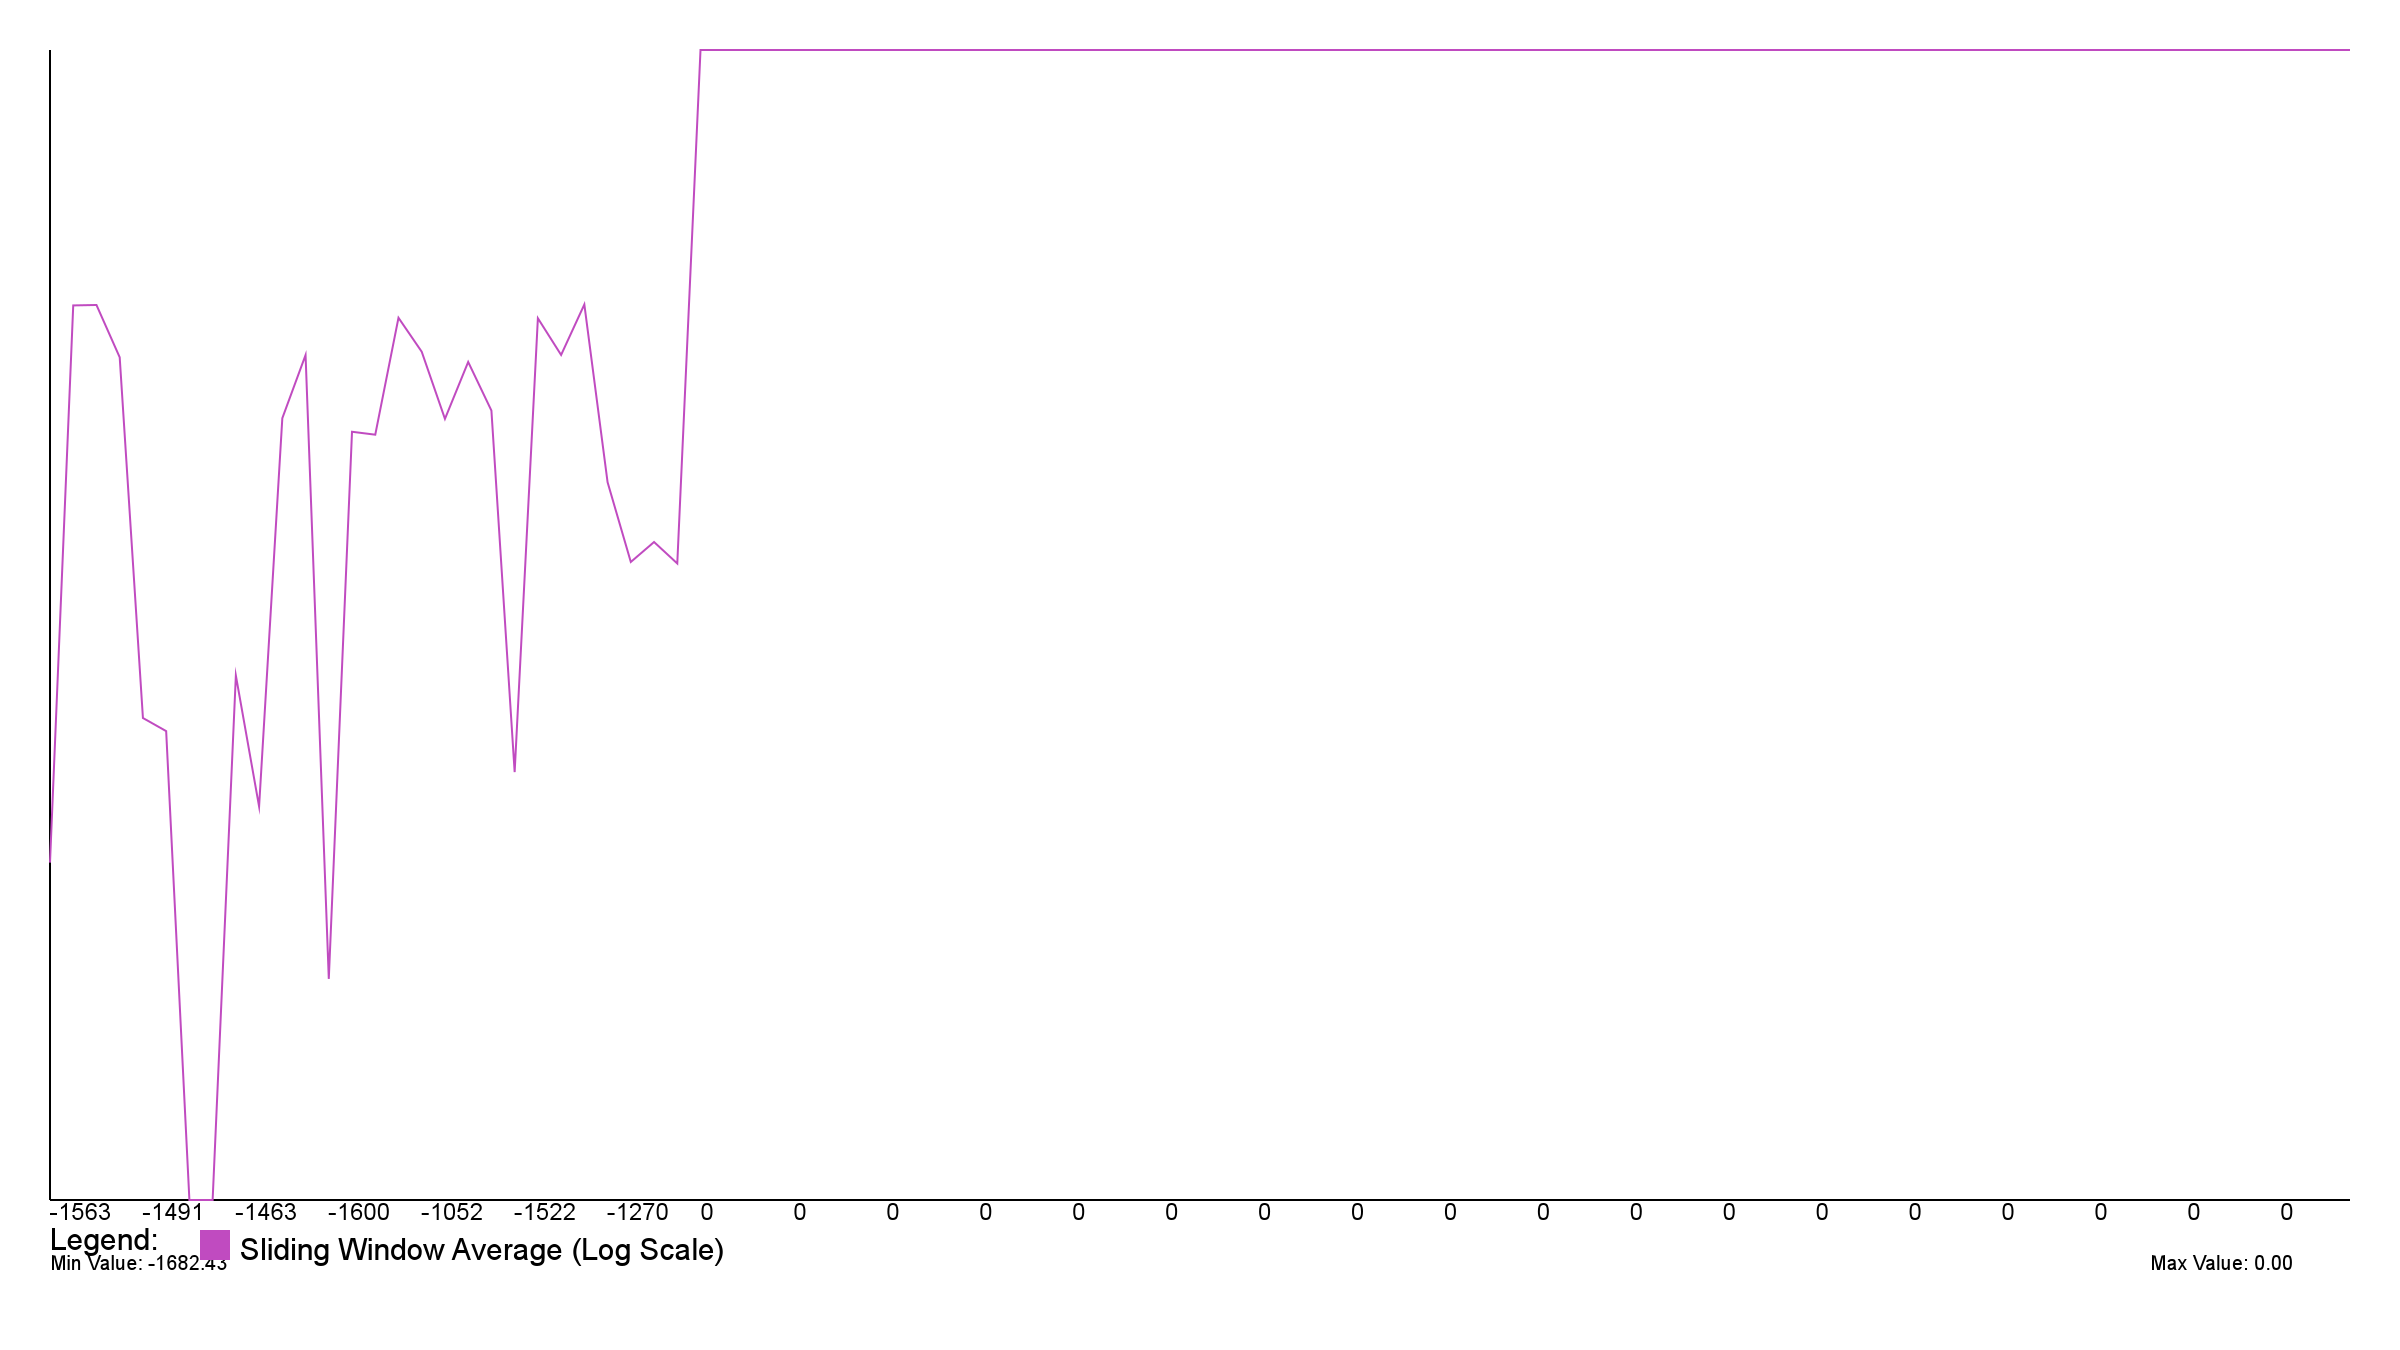 -1563 -1491 -1463 -1600 -1052 -1522 -1270 0 0 0 0 0 0 0 0 0 0 0 0 0 0 0 0 0
Legend: Sliding Window Average (Log Scale)
Min Value: -1682.43 Max Value: 0.00